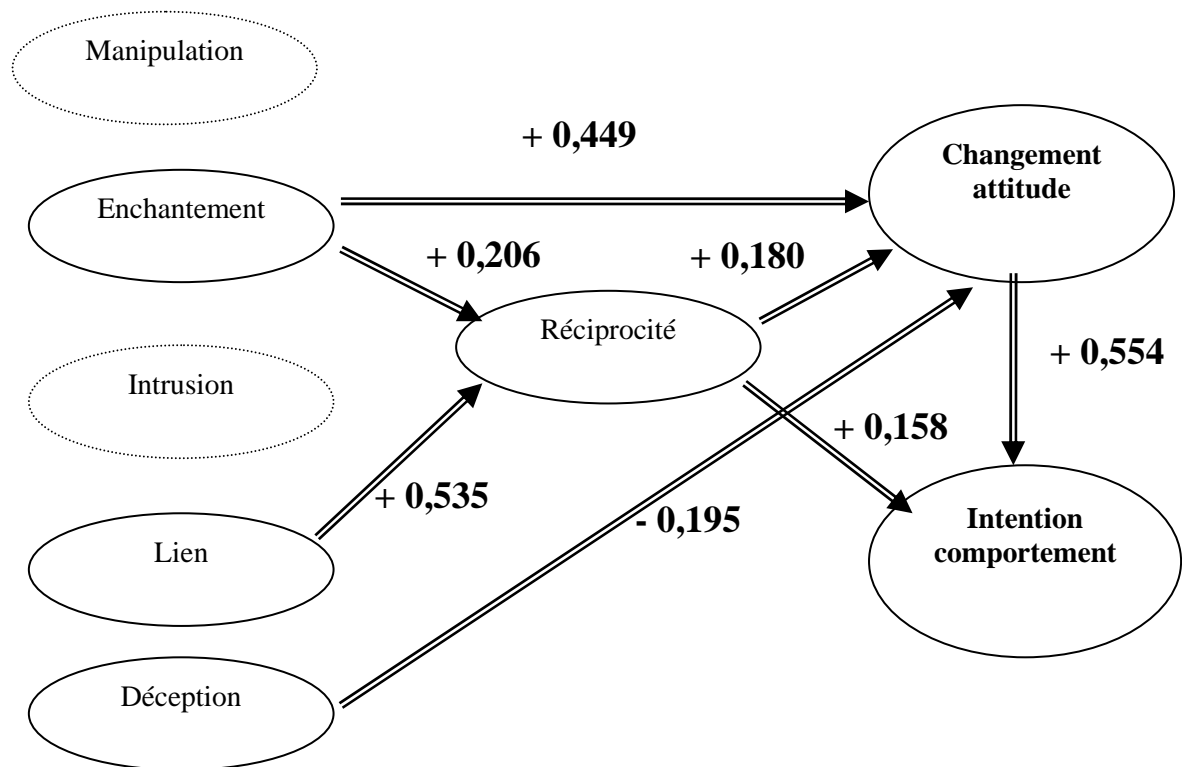 Manipulation
+ 0,449
Changement
attitude
Enchantement
+ 0,206
+ 0,180
Réciprocité
+ 0,554
Intrusion
+ 0,158
+ 0,535
- 0,195
Intention
comportement
Lien
Déception